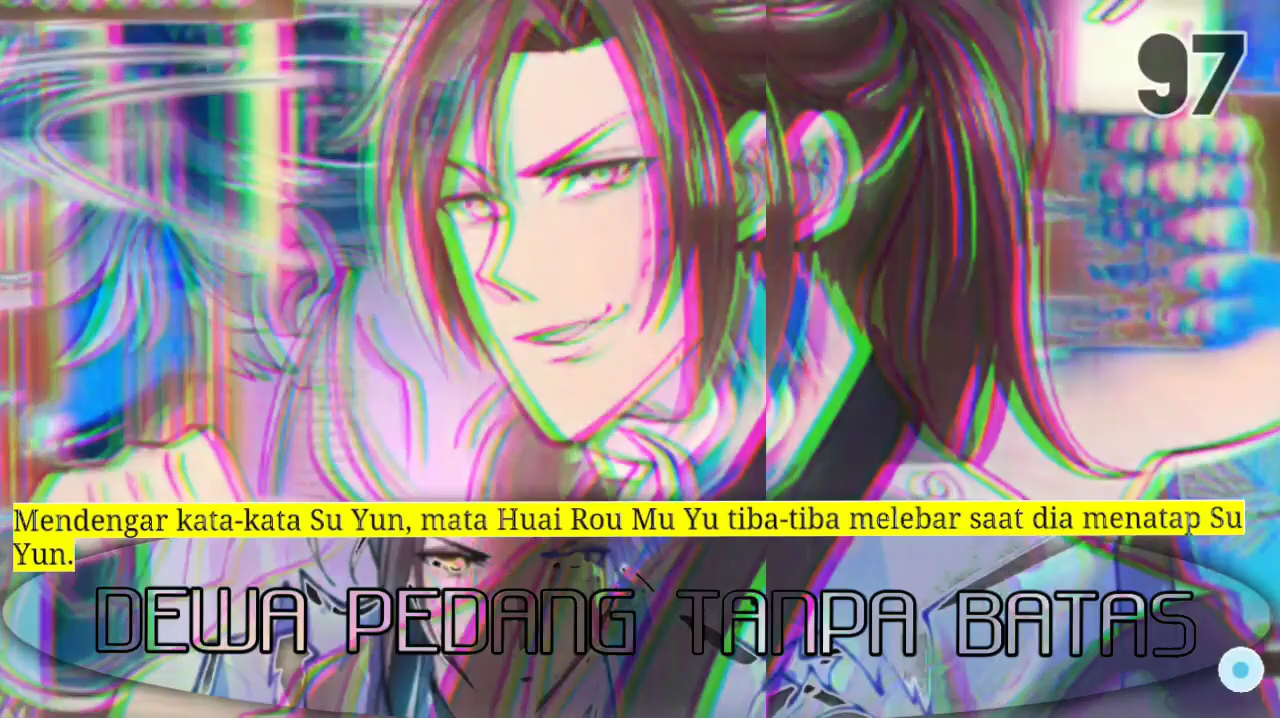 97
Mendengar kata-kata Su Yun, mata Huai Rou Mu Yu tiba-tiba melebar saat dia menatap Su
Yun.
DEWA PEDANG TANPA BATAS